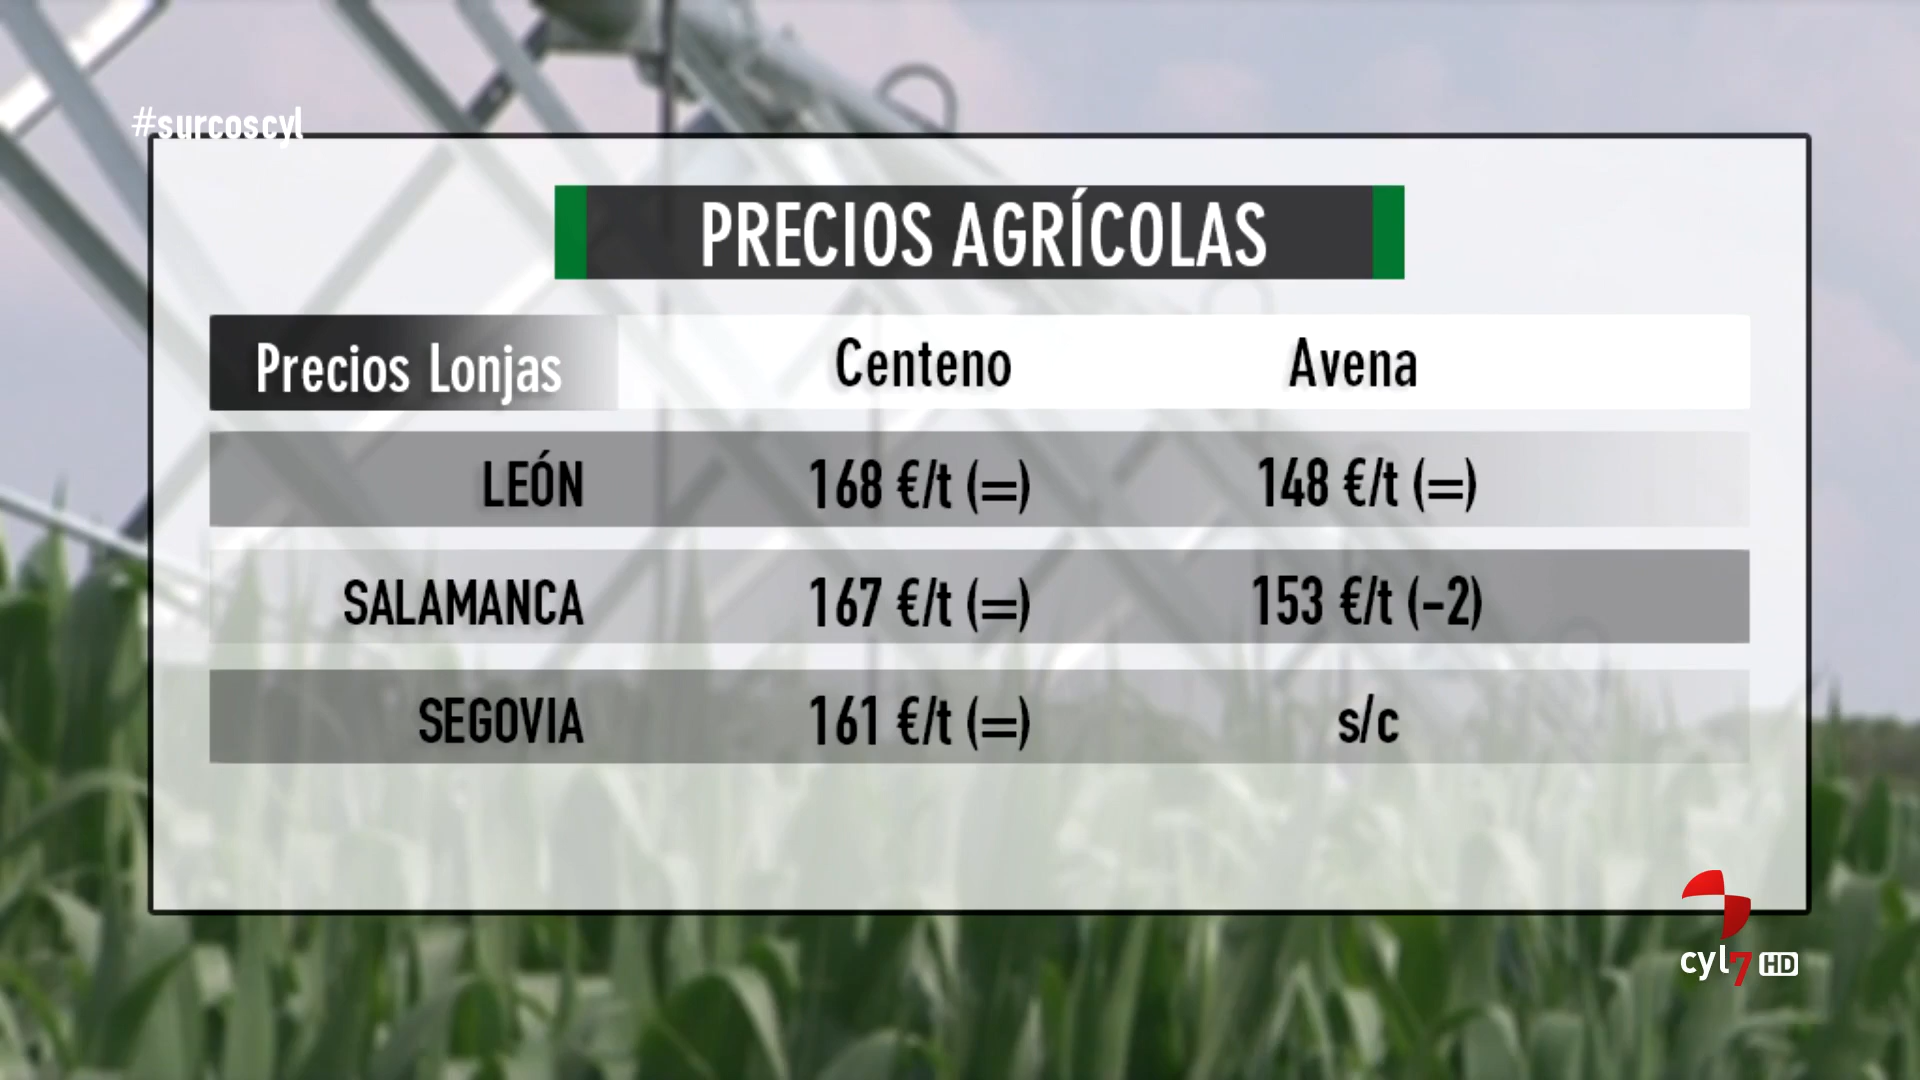 #surcoscyl
PRECIOS AGRÍCOLAS
Precios Lonjas Centeno Avena
LEÓN 168 €/t (=) 148 €/t (=)
SALAMANCA 167 €/t (=) 153 €/t (-2)
SEGOVIA 161 €/t (=) s/c
cyl7 HD